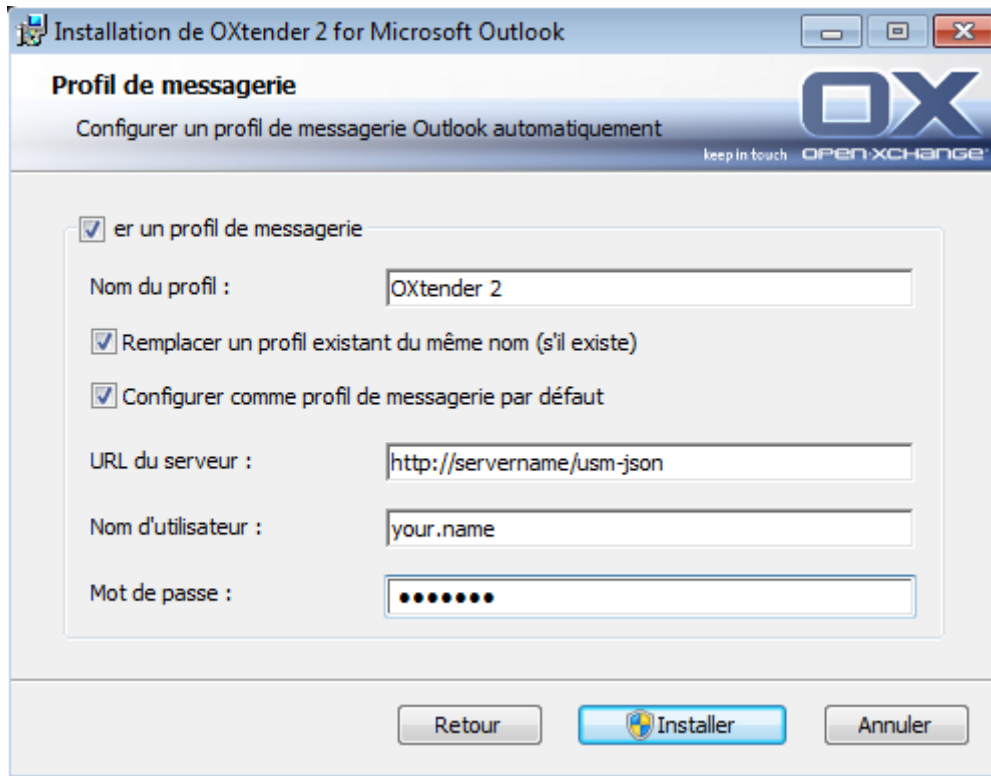 Installation de OXtender 2 for Microsoft Outlook
Profil de messagerie
Configurer un profil de messagerie Outlook automatiquement
OX
keep in touch OPEN-XCHANGE
er un profil de messagerie
Nom du profil :
OXtender 2
Remplacer un profil existant du même nom (s'il existe)
Configurer comme profil de messagerie par défaut
URL du serveur :
http://servername/usm-json
Nom d'utilisateur :
your.name
Mot de passe :
•••••••
Retour
Installer
Annuler